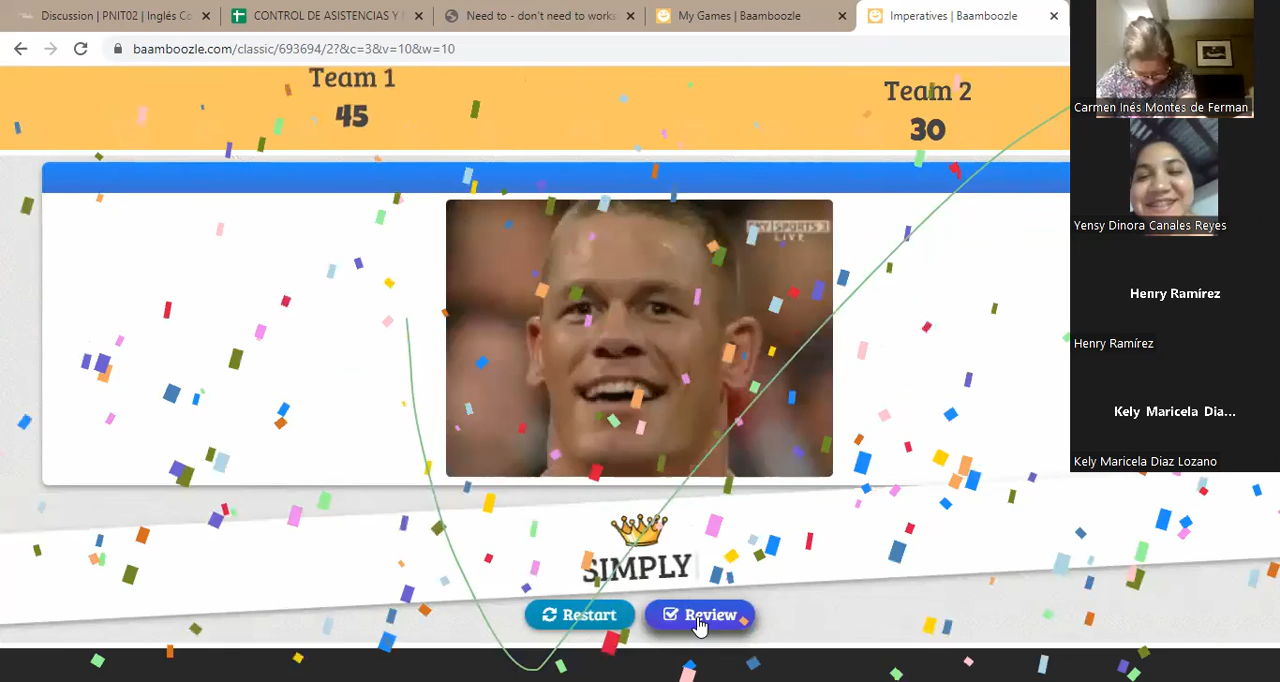 Discussion | PNIT02 | Inglés Co
CONTROL DE ASISTENCIAS Y
Need to - don't need to works
My Games | Baamboozle
Imperatives | Baamboozle
baamboozle.com/classic/693694/2?&c=3&v=10&w=10
Team 1
45
Team 2
30
SPORTS 1
LIVE
SIMPLY
Restart
Review
Carmen Inés Montes de Ferman
Yensy Dinora Canales Reyes
Henry Ramírez
Henry Ramírez
Kely Maricela Dia...
Kely Maricela Diaz Lozano